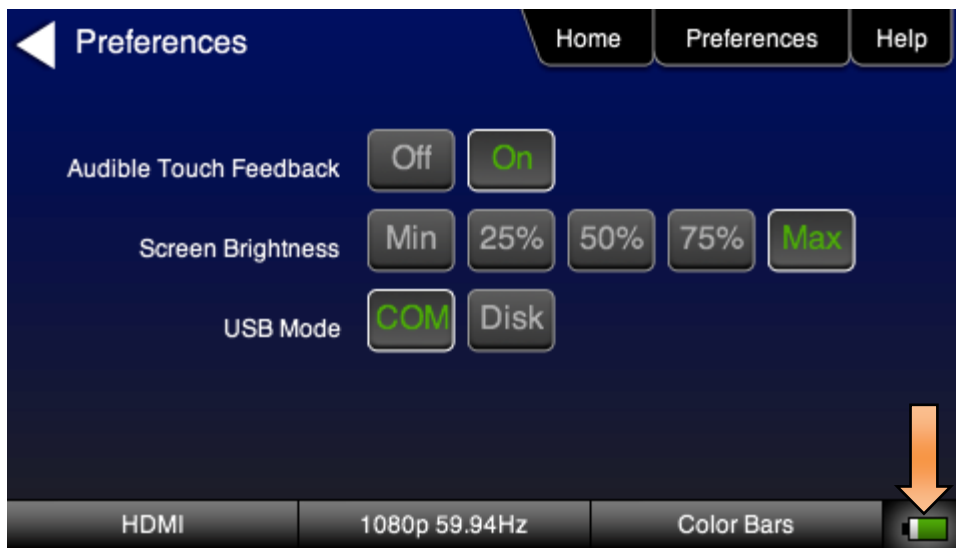 Preferences Home Preferences Help
Audible Touch Feedback Off On
Screen Brightness Min 25% 50% 75% Max
USB Mode COM Disk
HDMI 1080p 59.94Hz Color Bars